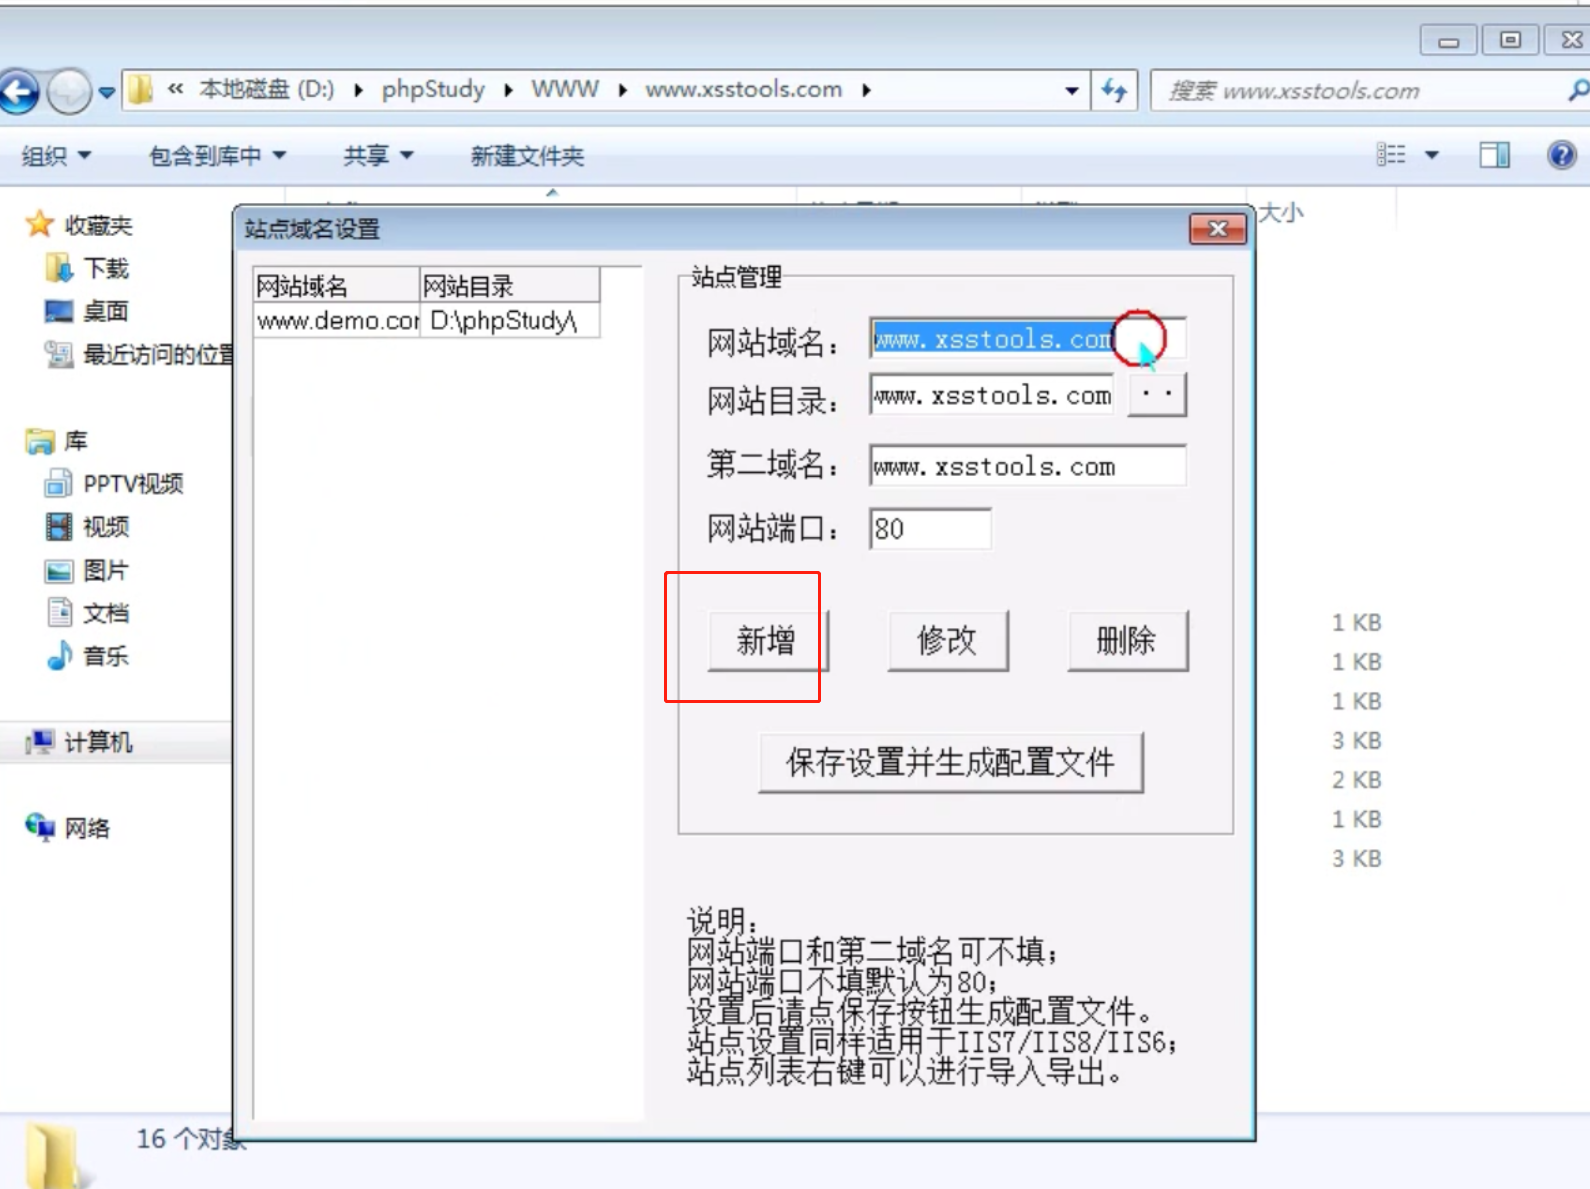 « 本地磁盘 (D:) phpStudy WWW www.xsstools.com
搜索 www.xsstools.com
组织 包含到库中 共享 新建文件夹
大小
收藏夹
下载
桌面
最近访问的位置
库
PPTV视频
视频
图片
文档
音乐
计算机
网络
站点域名设置
网站域名 网站目录
www.demo.con D:\phpStudy\
站点管理
网站域名： www.xsstools.com
网站目录： www.xsstools.com ..
第二域名： www.xsstools.com
网站端口： 80
新增 修改 删除
保存设置并生成配置文件
说明：
网站端口和第二域名可不填；
网站端口不填默认为80；
设置后请点保存按钮生成配置文件。
站点设置同样适用于IIS7/IIS8/IIS6；
站点列表右键可以进行导入导出。
1 KB
1 KB
1 KB
3 KB
2 KB
1 KB
3 KB
16 个对象